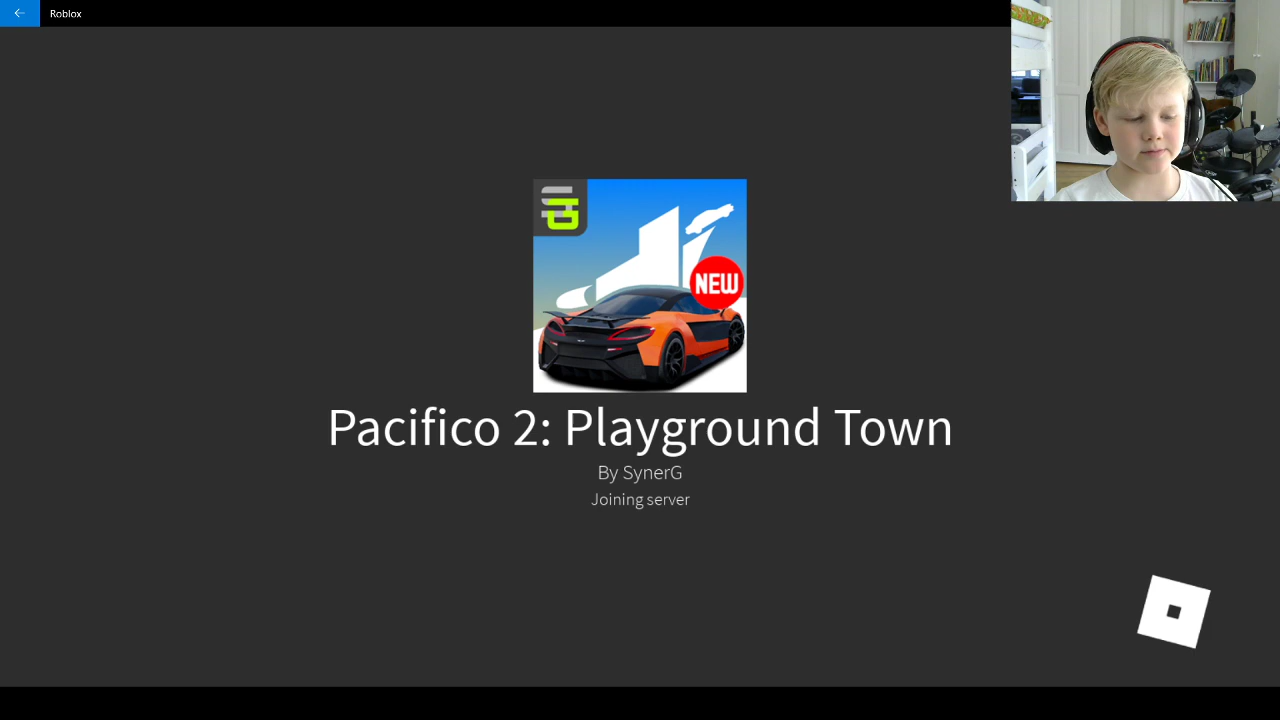 Roblox
NEW
Pacifico 2: Playground Town
By SynerG
Joining server